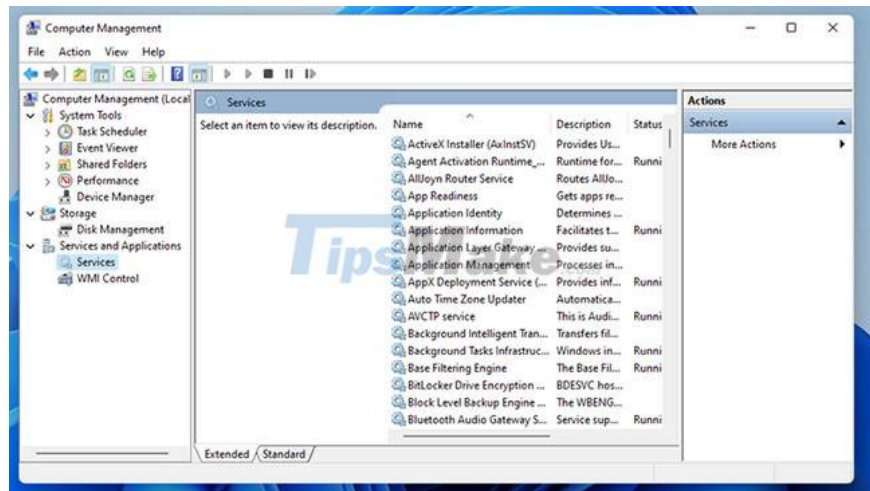 Computer Management
File Action View Help
Computer Management (Local
System Tools
Task Scheduler
Event Viewer
Shared Folders
Performance
Device Manager
Storage
Disk Management
Services and Applications
Services
WMI Control
Services
Select an item to view its description.
Name Description Status
ActiveX Installer (AxInstSV) Provides Us...
Agent Activation Runtime_... Runtime for... Runni
AllJoyn Router Service Routes AllJo...
App Readiness Gets apps re...
Application Identity Determines ...
Application Information Facilitates t... Runni
Application Layer Gateway ... Provides su...
Application Management Processes in...
AppX Deployment Service (... Provides inf... Runni
Auto Time Zone Updater Automatica...
AVCTP service This is Audi... Runni
Background Intelligent Tran... Transfers fil...
Background Tasks Infrastruc... Windows in... Runni
Base Filtering Engine The Base Fil... Runni
BitLocker Drive Encryption ... BDESVC hos...
Block Level Backup Engine ... The WBENG...
Bluetooth Audio Gateway S... Service sup... Runni
Extended Standard
Actions
Services
More Actions
TipsMake.com